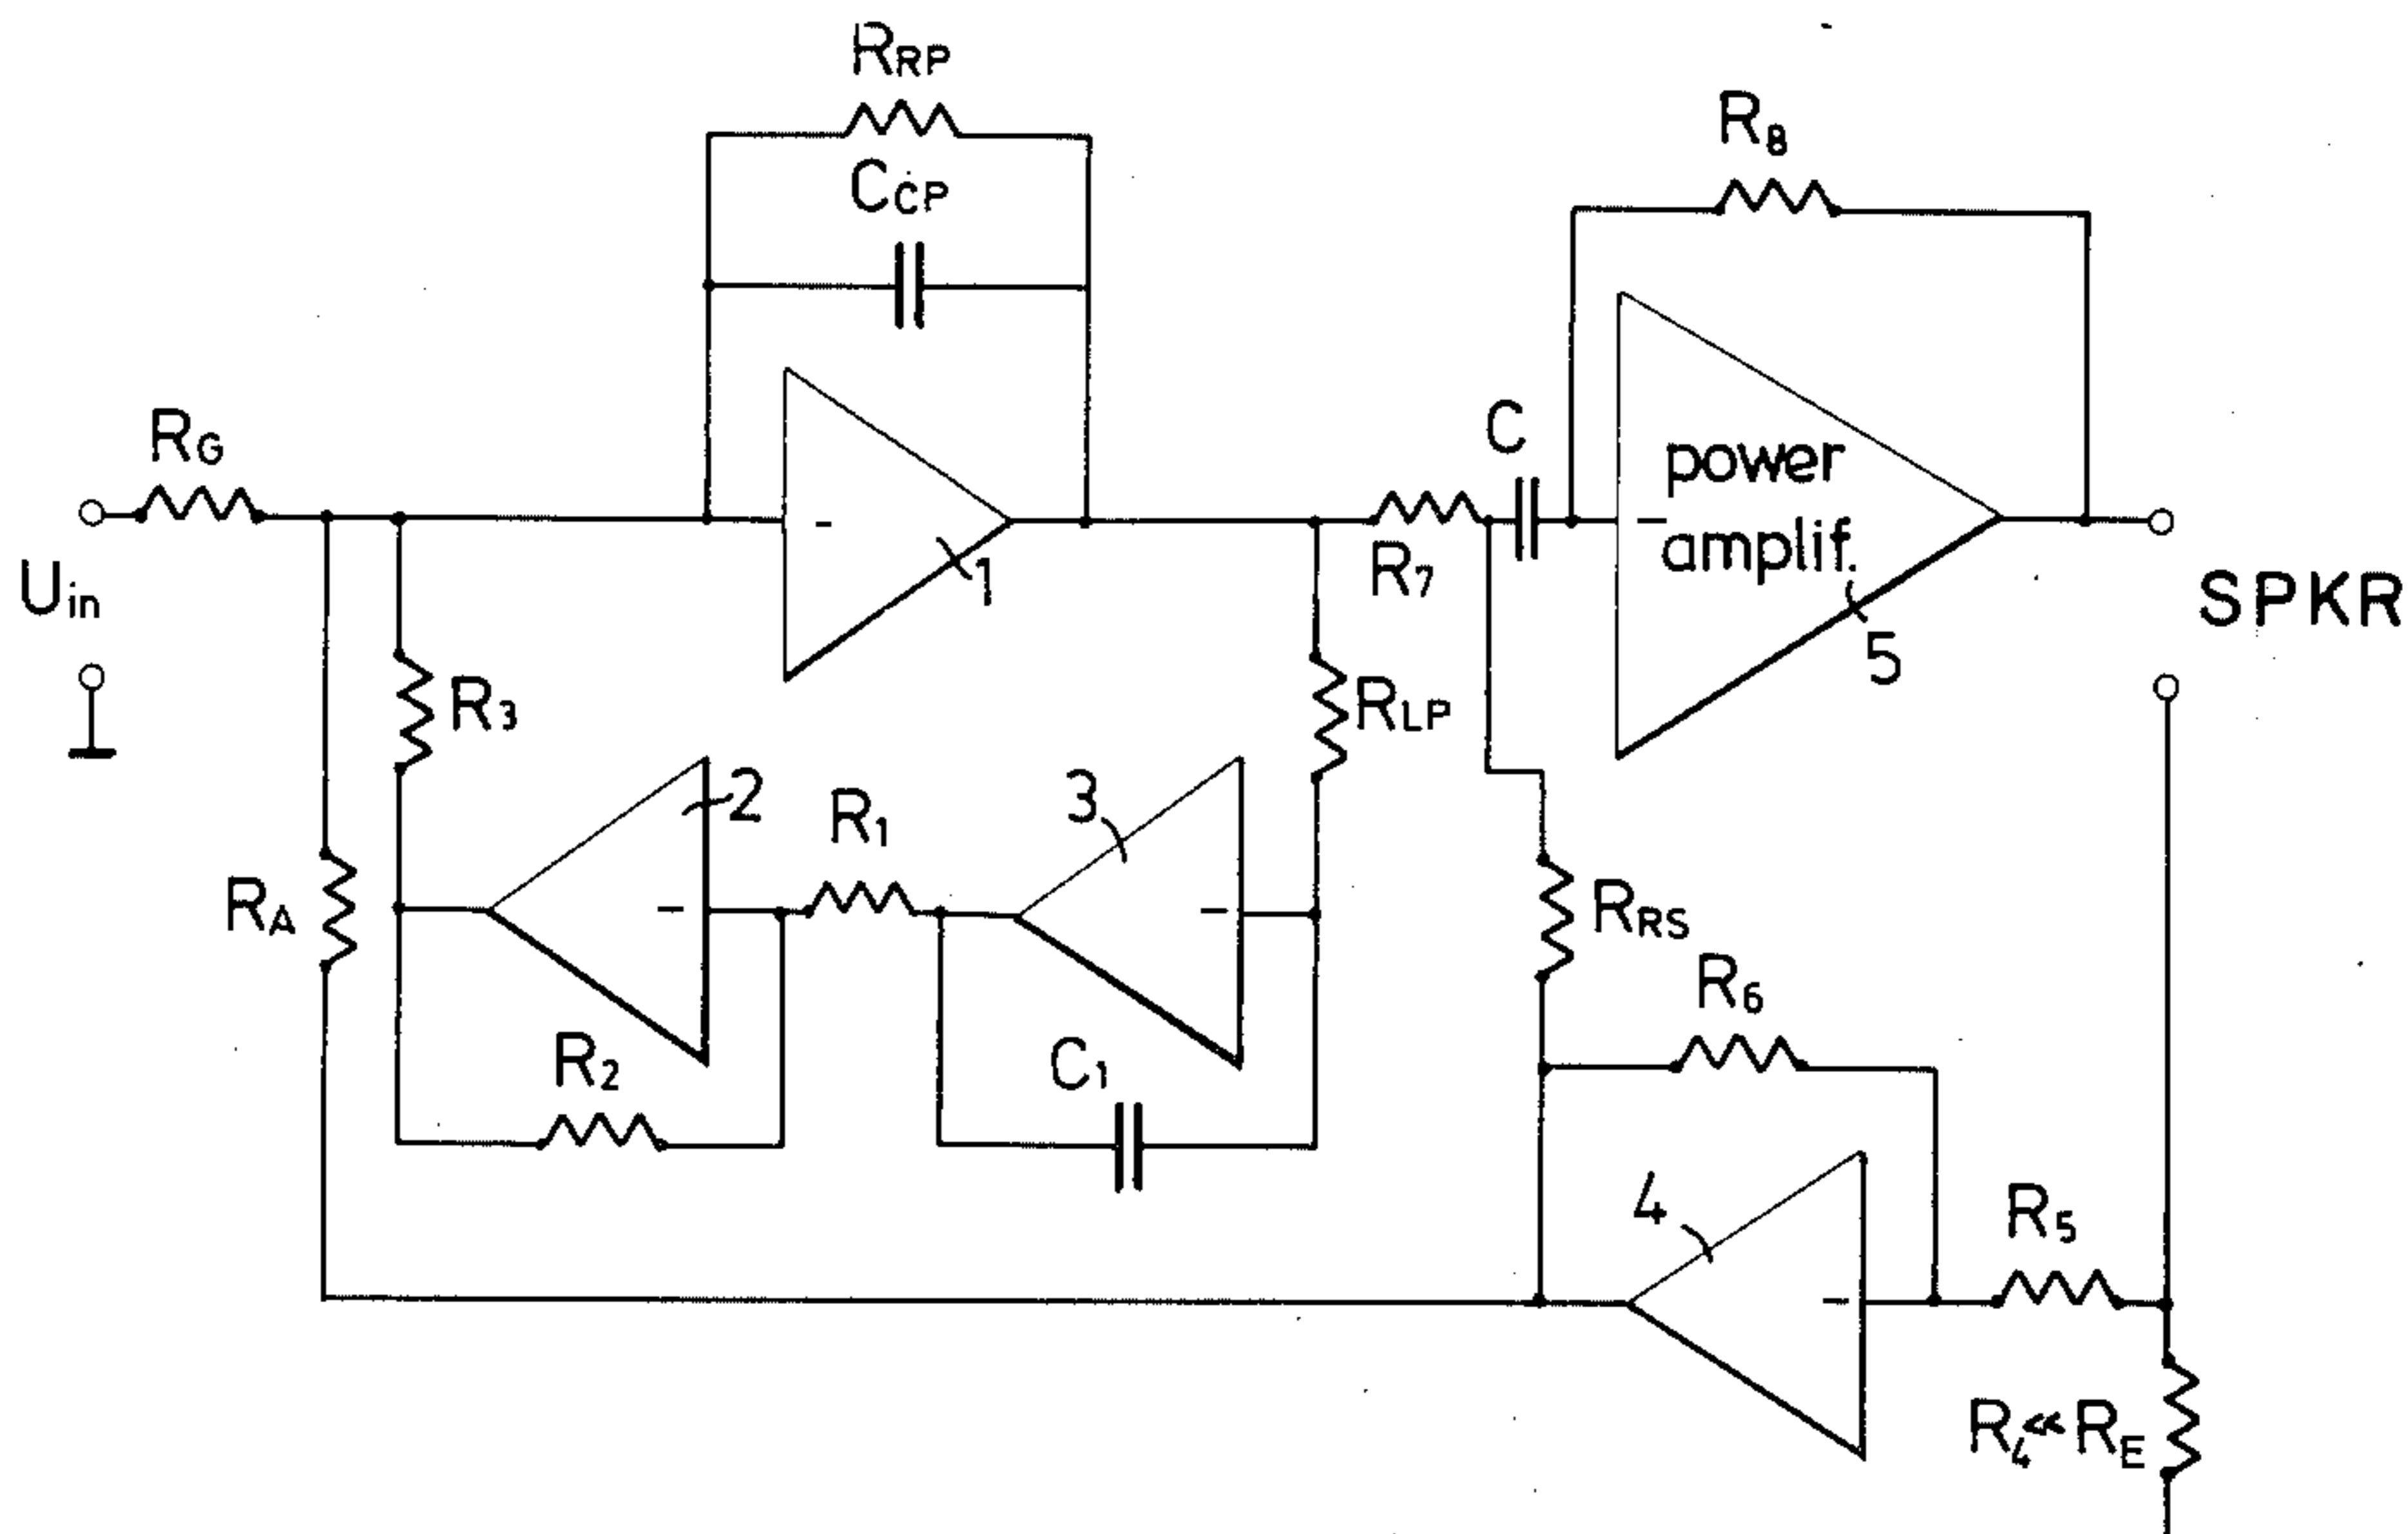 R_RP
C_CP
R_8
R_G
C
power
amplif.
-
-
1
R_7
U_in
SPKR
5
R_3
R_LP
2
R_1
3
R_A
-
-
R_RS
R_6
R_2
C_1
4
R_5
-
R_4 ≪ R_E